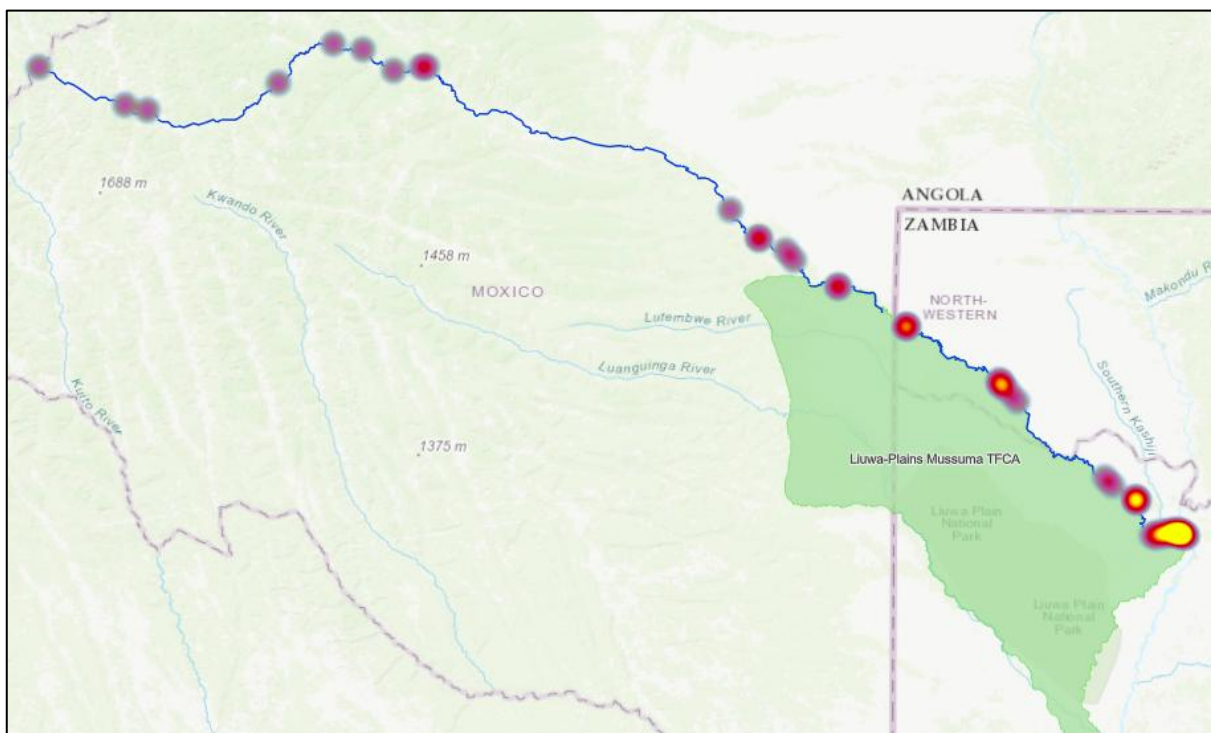 1688 m
Kwando River
ANGOLA
ZAMBIA
1458 m
MOXICO
Makondu R
NORTH-
WESTERN
Lutembwe River
Luanguinga River
Southern Kashiji
Kuito River
1375 m
Liuwa-Plains Mussuma TFCA
Liuwa Plain
National
Park
Liuwa Plain
National
Park